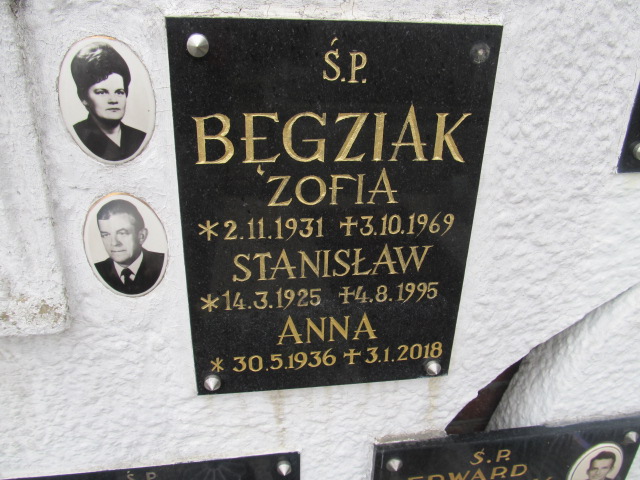 Ś.P.
BĘGZIAK
ZOFIA
*2.11.1931 +3.10.1969
STANISŁAW
*14.3.1925 +4.8.1995
ANNA
*30.5.1936 +3.1.2018
Ś.P.
Ś.P.
EDWARD